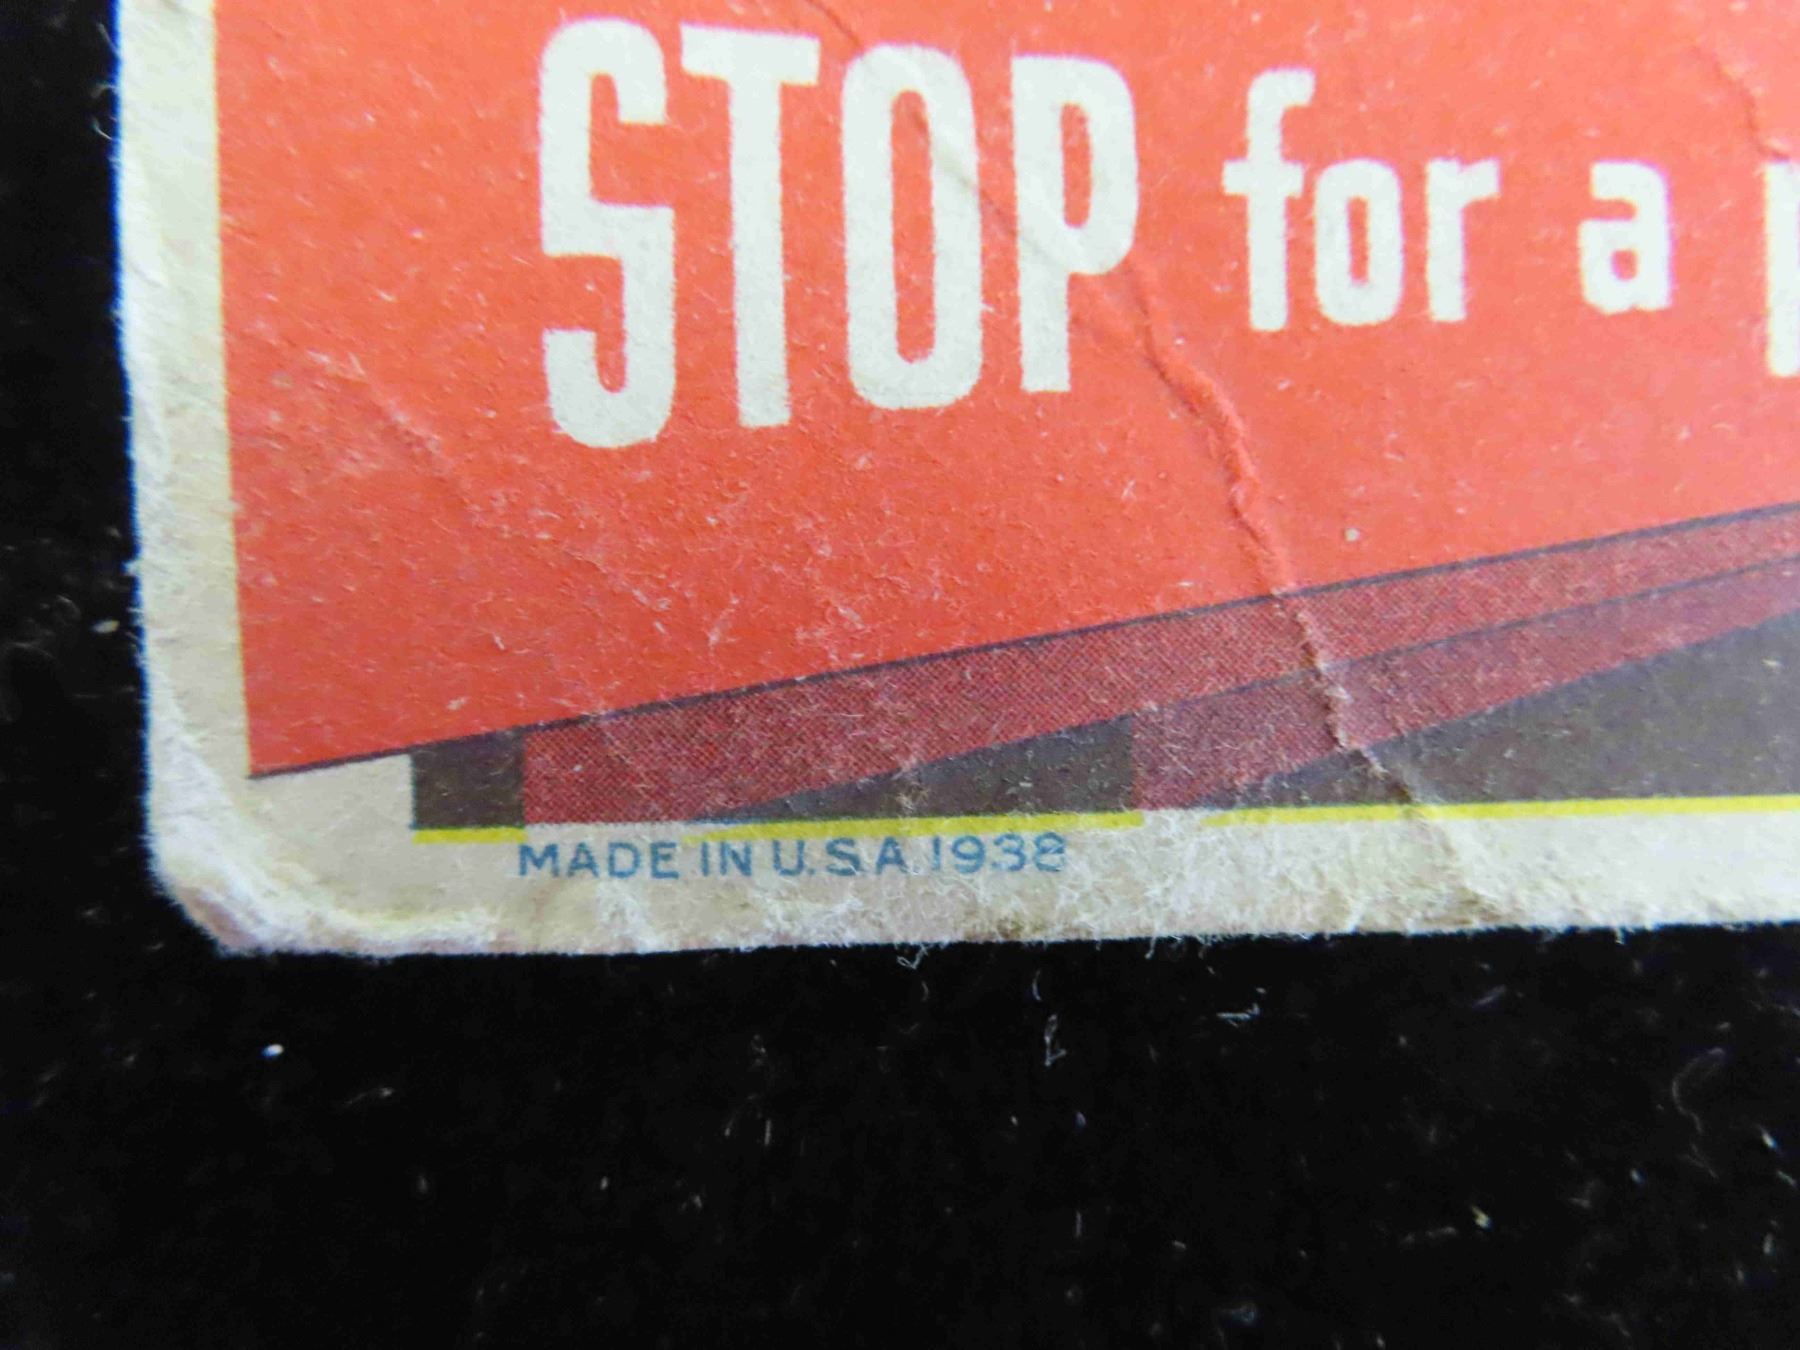 STOP for a
MADE IN U.S.A. 1938